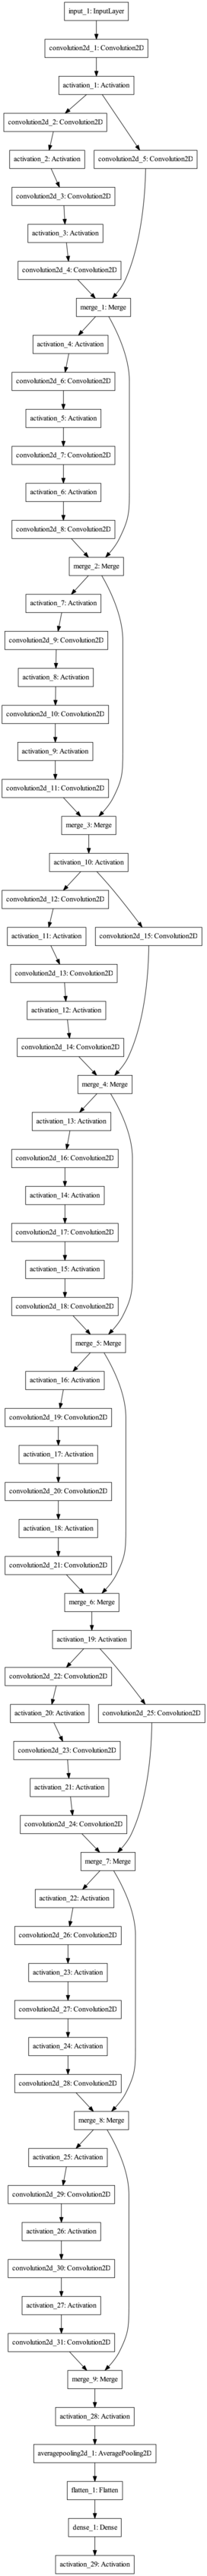 input_1: InputLayer
convolution2d_1: Convolution2D
activation_1: Activation
convolution2d_2: Convolution2D
activation_2: Activation
convolution2d_5: Convolution2D
convolution2d_3: Convolution2D
activation_3: Activation
convolution2d_4: Convolution2D
merge_1: Merge
activation_4: Activation
convolution2d_6: Convolution2D
activation_5: Activation
convolution2d_7: Convolution2D
activation_6: Activation
convolution2d_8: Convolution2D
merge_2: Merge
activation_7: Activation
convolution2d_9: Convolution2D
activation_8: Activation
convolution2d_10: Convolution2D
activation_9: Activation
convolution2d_11: Convolution2D
merge_3: Merge
activation_10: Activation
convolution2d_12: Convolution2D
activation_11: Activation
convolution2d_15: Convolution2D
convolution2d_13: Convolution2D
activation_12: Activation
convolution2d_14: Convolution2D
merge_4: Merge
activation_13: Activation
convolution2d_16: Convolution2D
activation_14: Activation
convolution2d_17: Convolution2D
activation_15: Activation
convolution2d_18: Convolution2D
merge_5: Merge
activation_16: Activation
convolution2d_19: Convolution2D
activation_17: Activation
convolution2d_20: Convolution2D
activation_18: Activation
convolution2d_21: Convolution2D
merge_6: Merge
activation_19: Activation
convolution2d_22: Convolution2D
activation_20: Activation
convolution2d_25: Convolution2D
convolution2d_23: Convolution2D
activation_21: Activation
convolution2d_24: Convolution2D
merge_7: Merge
activation_22: Activation
convolution2d_26: Convolution2D
activation_23: Activation
convolution2d_27: Convolution2D
activation_24: Activation
convolution2d_28: Convolution2D
merge_8: Merge
activation_25: Activation
convolution2d_29: Convolution2D
activation_26: Activation
convolution2d_30: Convolution2D
activation_27: Activation
convolution2d_31: Convolution2D
merge_9: Merge
activation_28: Activation
averagepooling2d_1: AveragePooling2D
flatten_1: Flatten
dense_1: Dense
activation_29: Activation